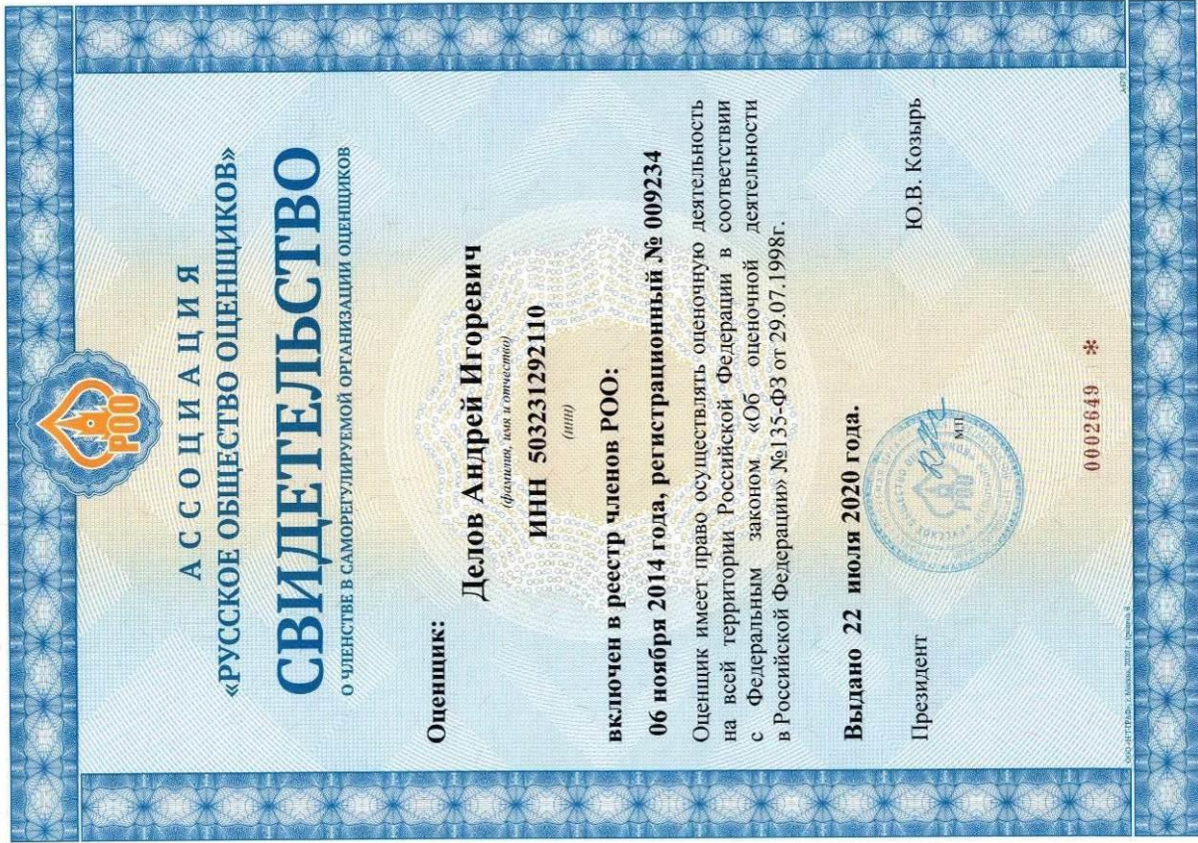 РОО
АССОЦИАЦИЯ
«РУССКОЕ ОБЩЕСТВО ОЦЕНЩИКОВ»
СВИДЕТЕЛЬСТВО
О ЧЛЕНСТВЕ В САМОРЕГУЛИРУЕМОЙ ОРГАНИЗАЦИИ ОЦЕНЩИКОВ
Оценщик:
Делов Андрей Игоревич
(фамилия, имя и отчество)
ИНН 503231292110
(инн)
включен в реестр членов РОО:
06 ноября 2014 года, регистрационный № 009234
Оценщик имеет право осуществлять оценочную деятельность
на всей территории Российской Федерации в соответствии
с Федеральным законом «Об оценочной деятельности
в Российской Федерации» №135-ФЗ от 29.07.1998г.
Выдано 22 июля 2020 года.
Президент
М.П.
Ю.В. Козырь
РОО
0002649 *